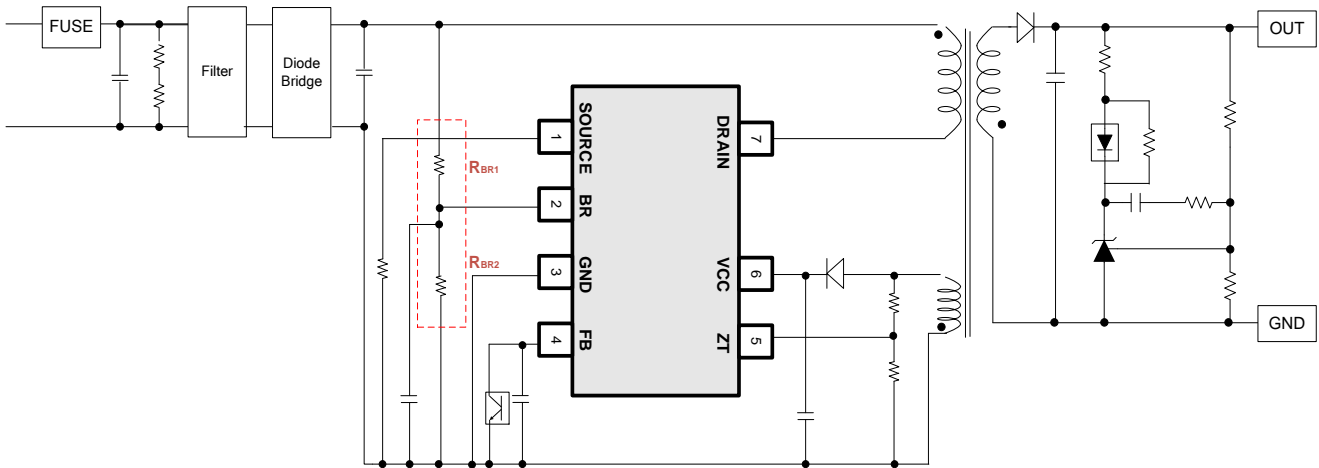 FUSE
Filter
Diode
Bridge
OUT
SOURCE
DRAIN
1
7
RBR1
2
BR
RBR2
3
GND
VCC
6
4
FB
ZT
5
GND